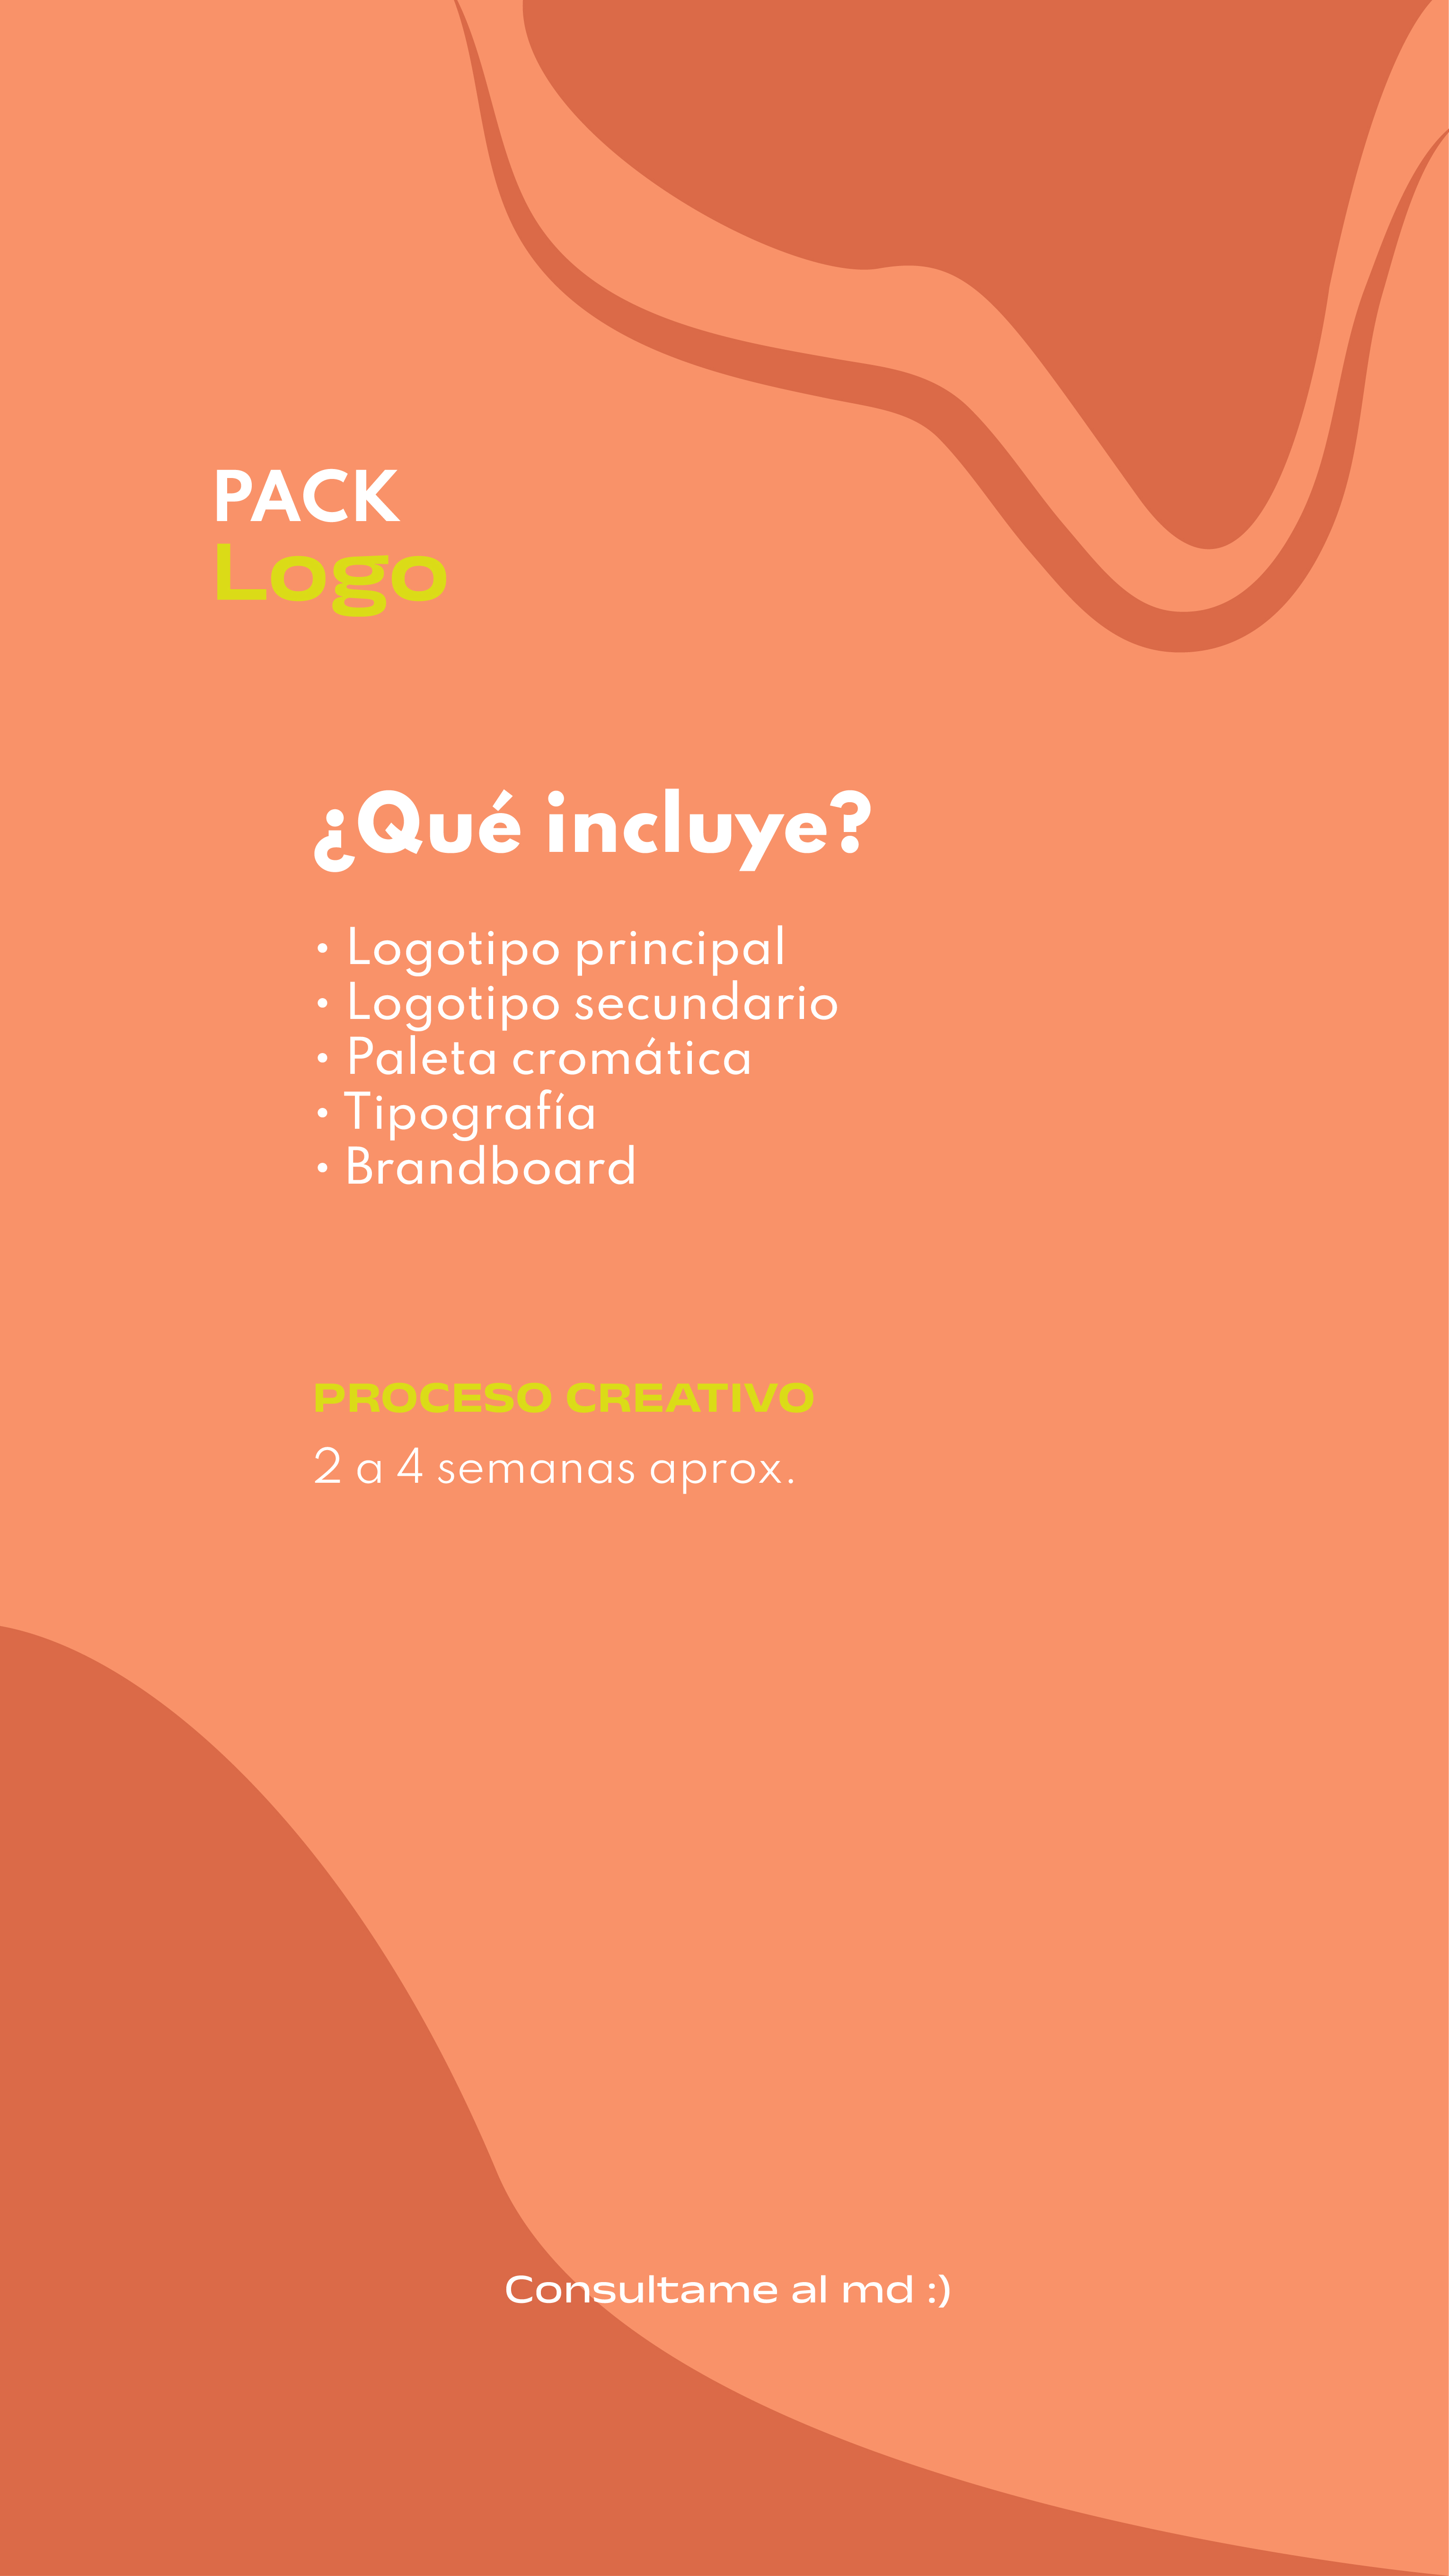 PACK
Logo
¿Qué incluye?
• Logotipo principal
• Logotipo secundario
• Paleta cromática
• Tipografía
• Brandboard
PROCESO CREATIVO
2 a 4 semanas aprox.
Consultame al md :)